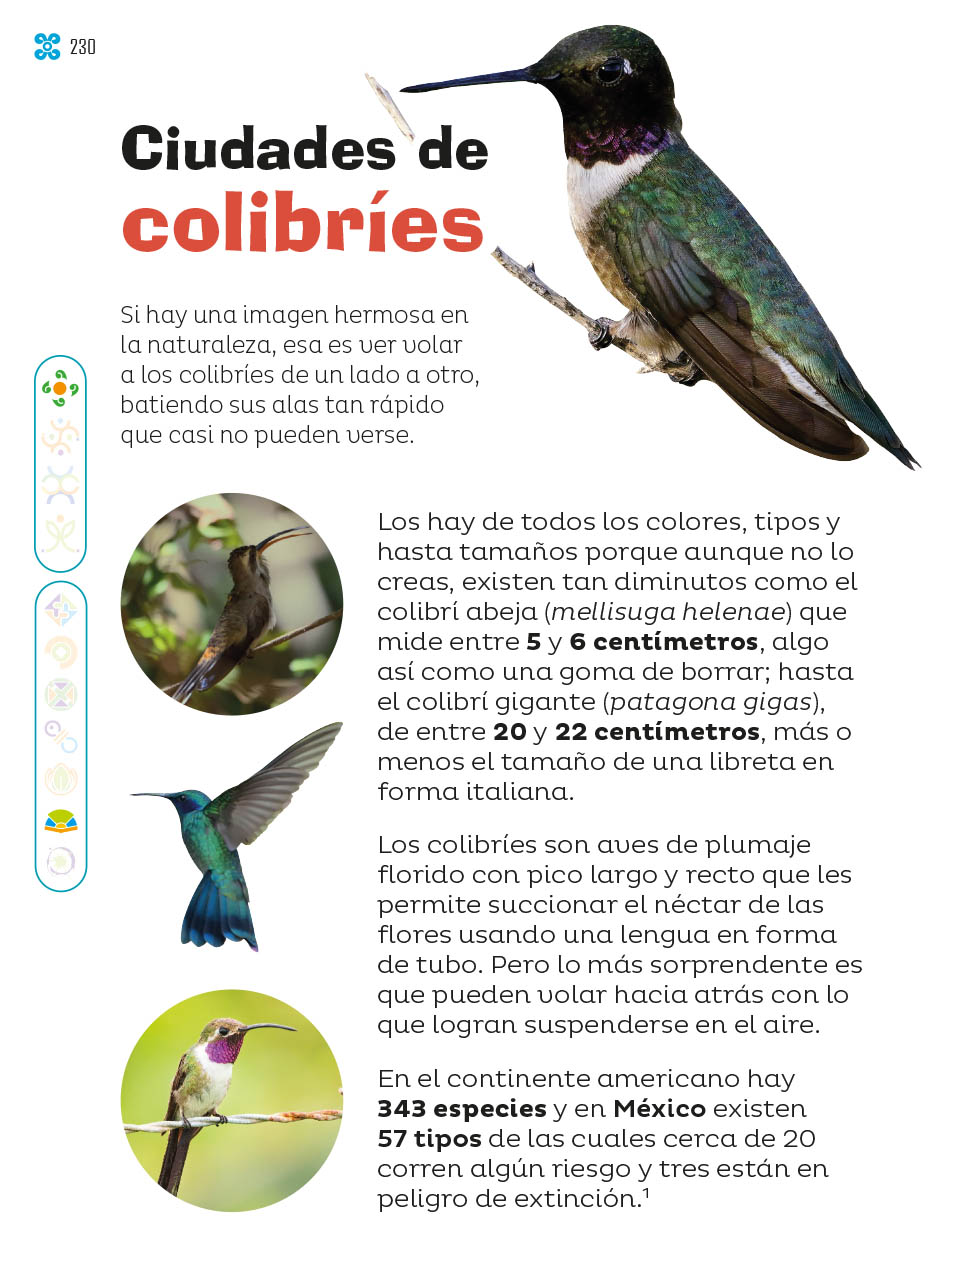 230
Ciudades de
colibríes
Si hay una imagen hermosa en
la naturaleza, esa es ver volar
a los colibríes de un lado a otro,
batiendo sus alas tan rápido
que casi no pueden verse.
Los hay de todos los colores, tipos y
hasta tamaños porque aunque no lo
creas, existen tan diminutos como el
colibrí abeja (mellisuga helenae) que
mide entre 5 y 6 centímetros, algo
así como una goma de borrar; hasta
el colibrí gigante (patagona gigas),
de entre 20 y 22 centímetros, más o
menos el tamaño de una libreta en
forma italiana.
Los colibríes son aves de plumaje
florido con pico largo y recto que les
permite succionar el néctar de las
flores usando una lengua en forma
de tubo. Pero lo más sorprendente es
que pueden volar hacia atrás con lo
que logran suspenderse en el aire.
En el continente americano hay
343 especies y en México existen
57 tipos de las cuales cerca de 20
corren algún riesgo y tres están en
peligro de extinción.¹